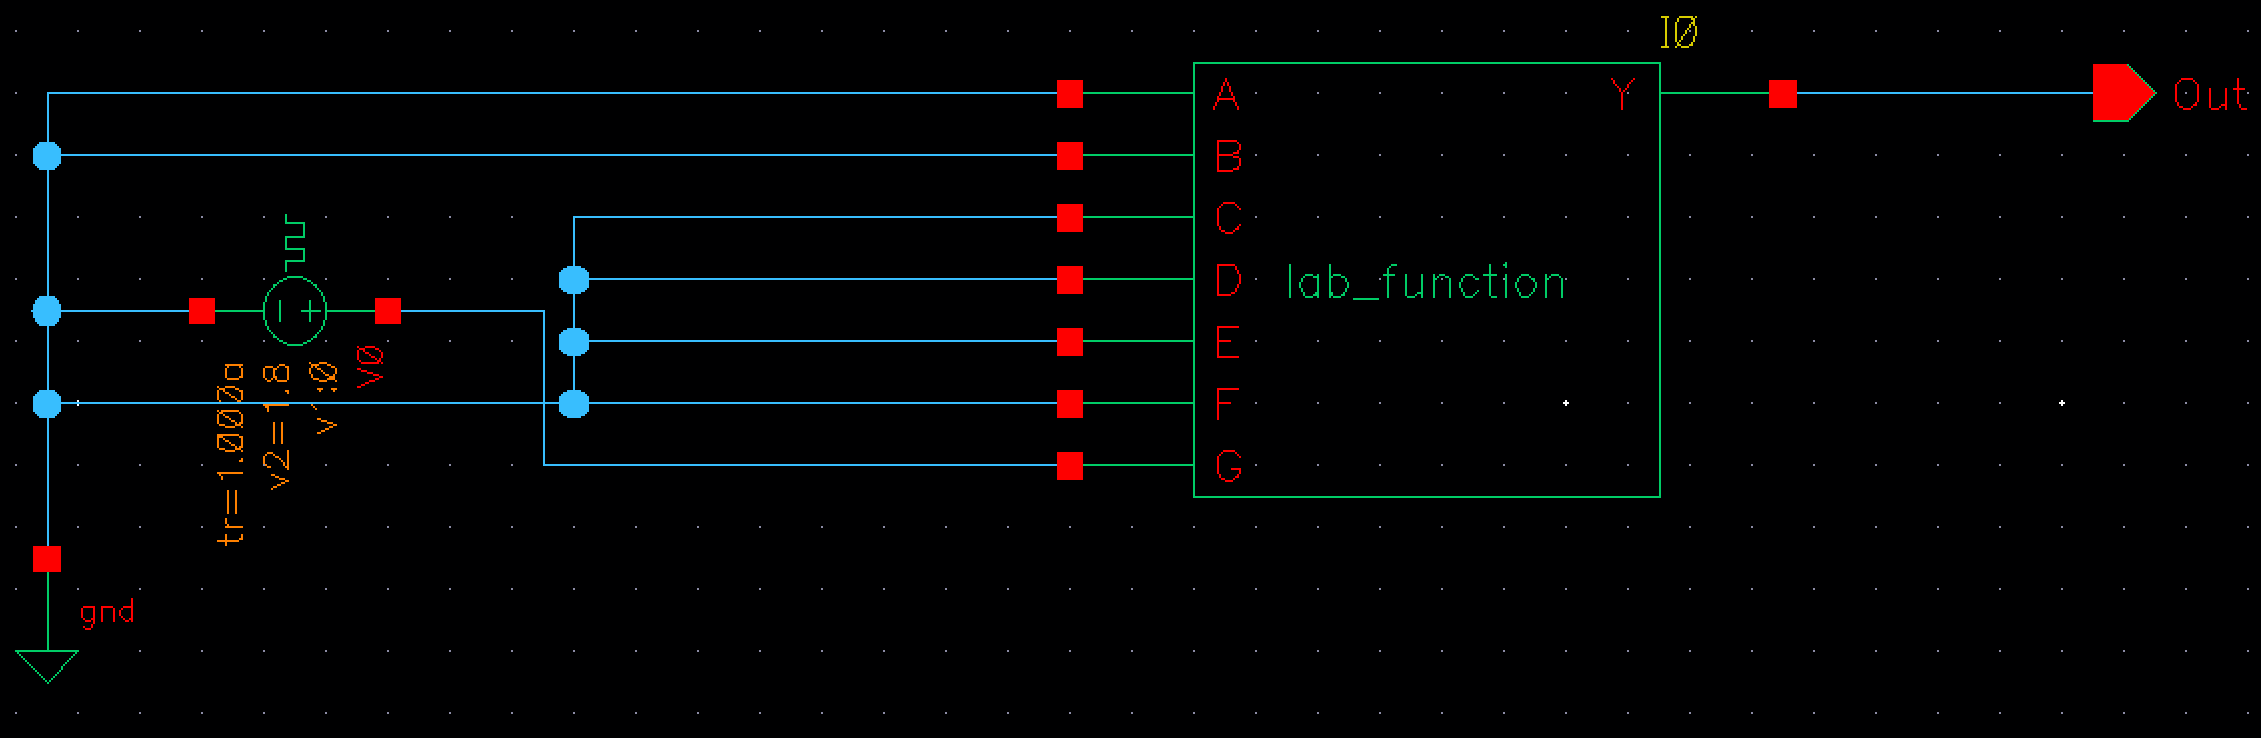 I0
A
Y
Out
B
C
D
lab_function
E
F
G
V0
v1:0
v2=1.8
tr=1.000a
gnd